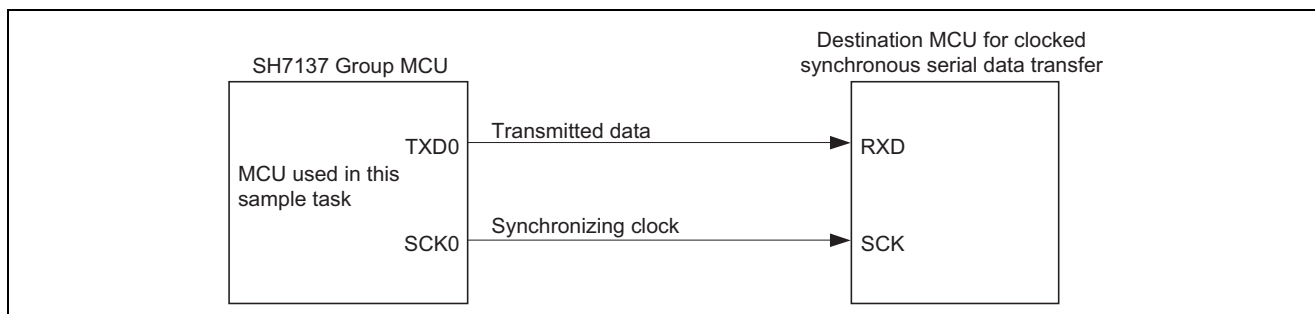 SH7137 Group MCU
Destination MCU for clocked
synchronous serial data transfer
TXD0
Transmitted data
RXD
MCU used in this
sample task
SCK0
Synchronizing clock
SCK